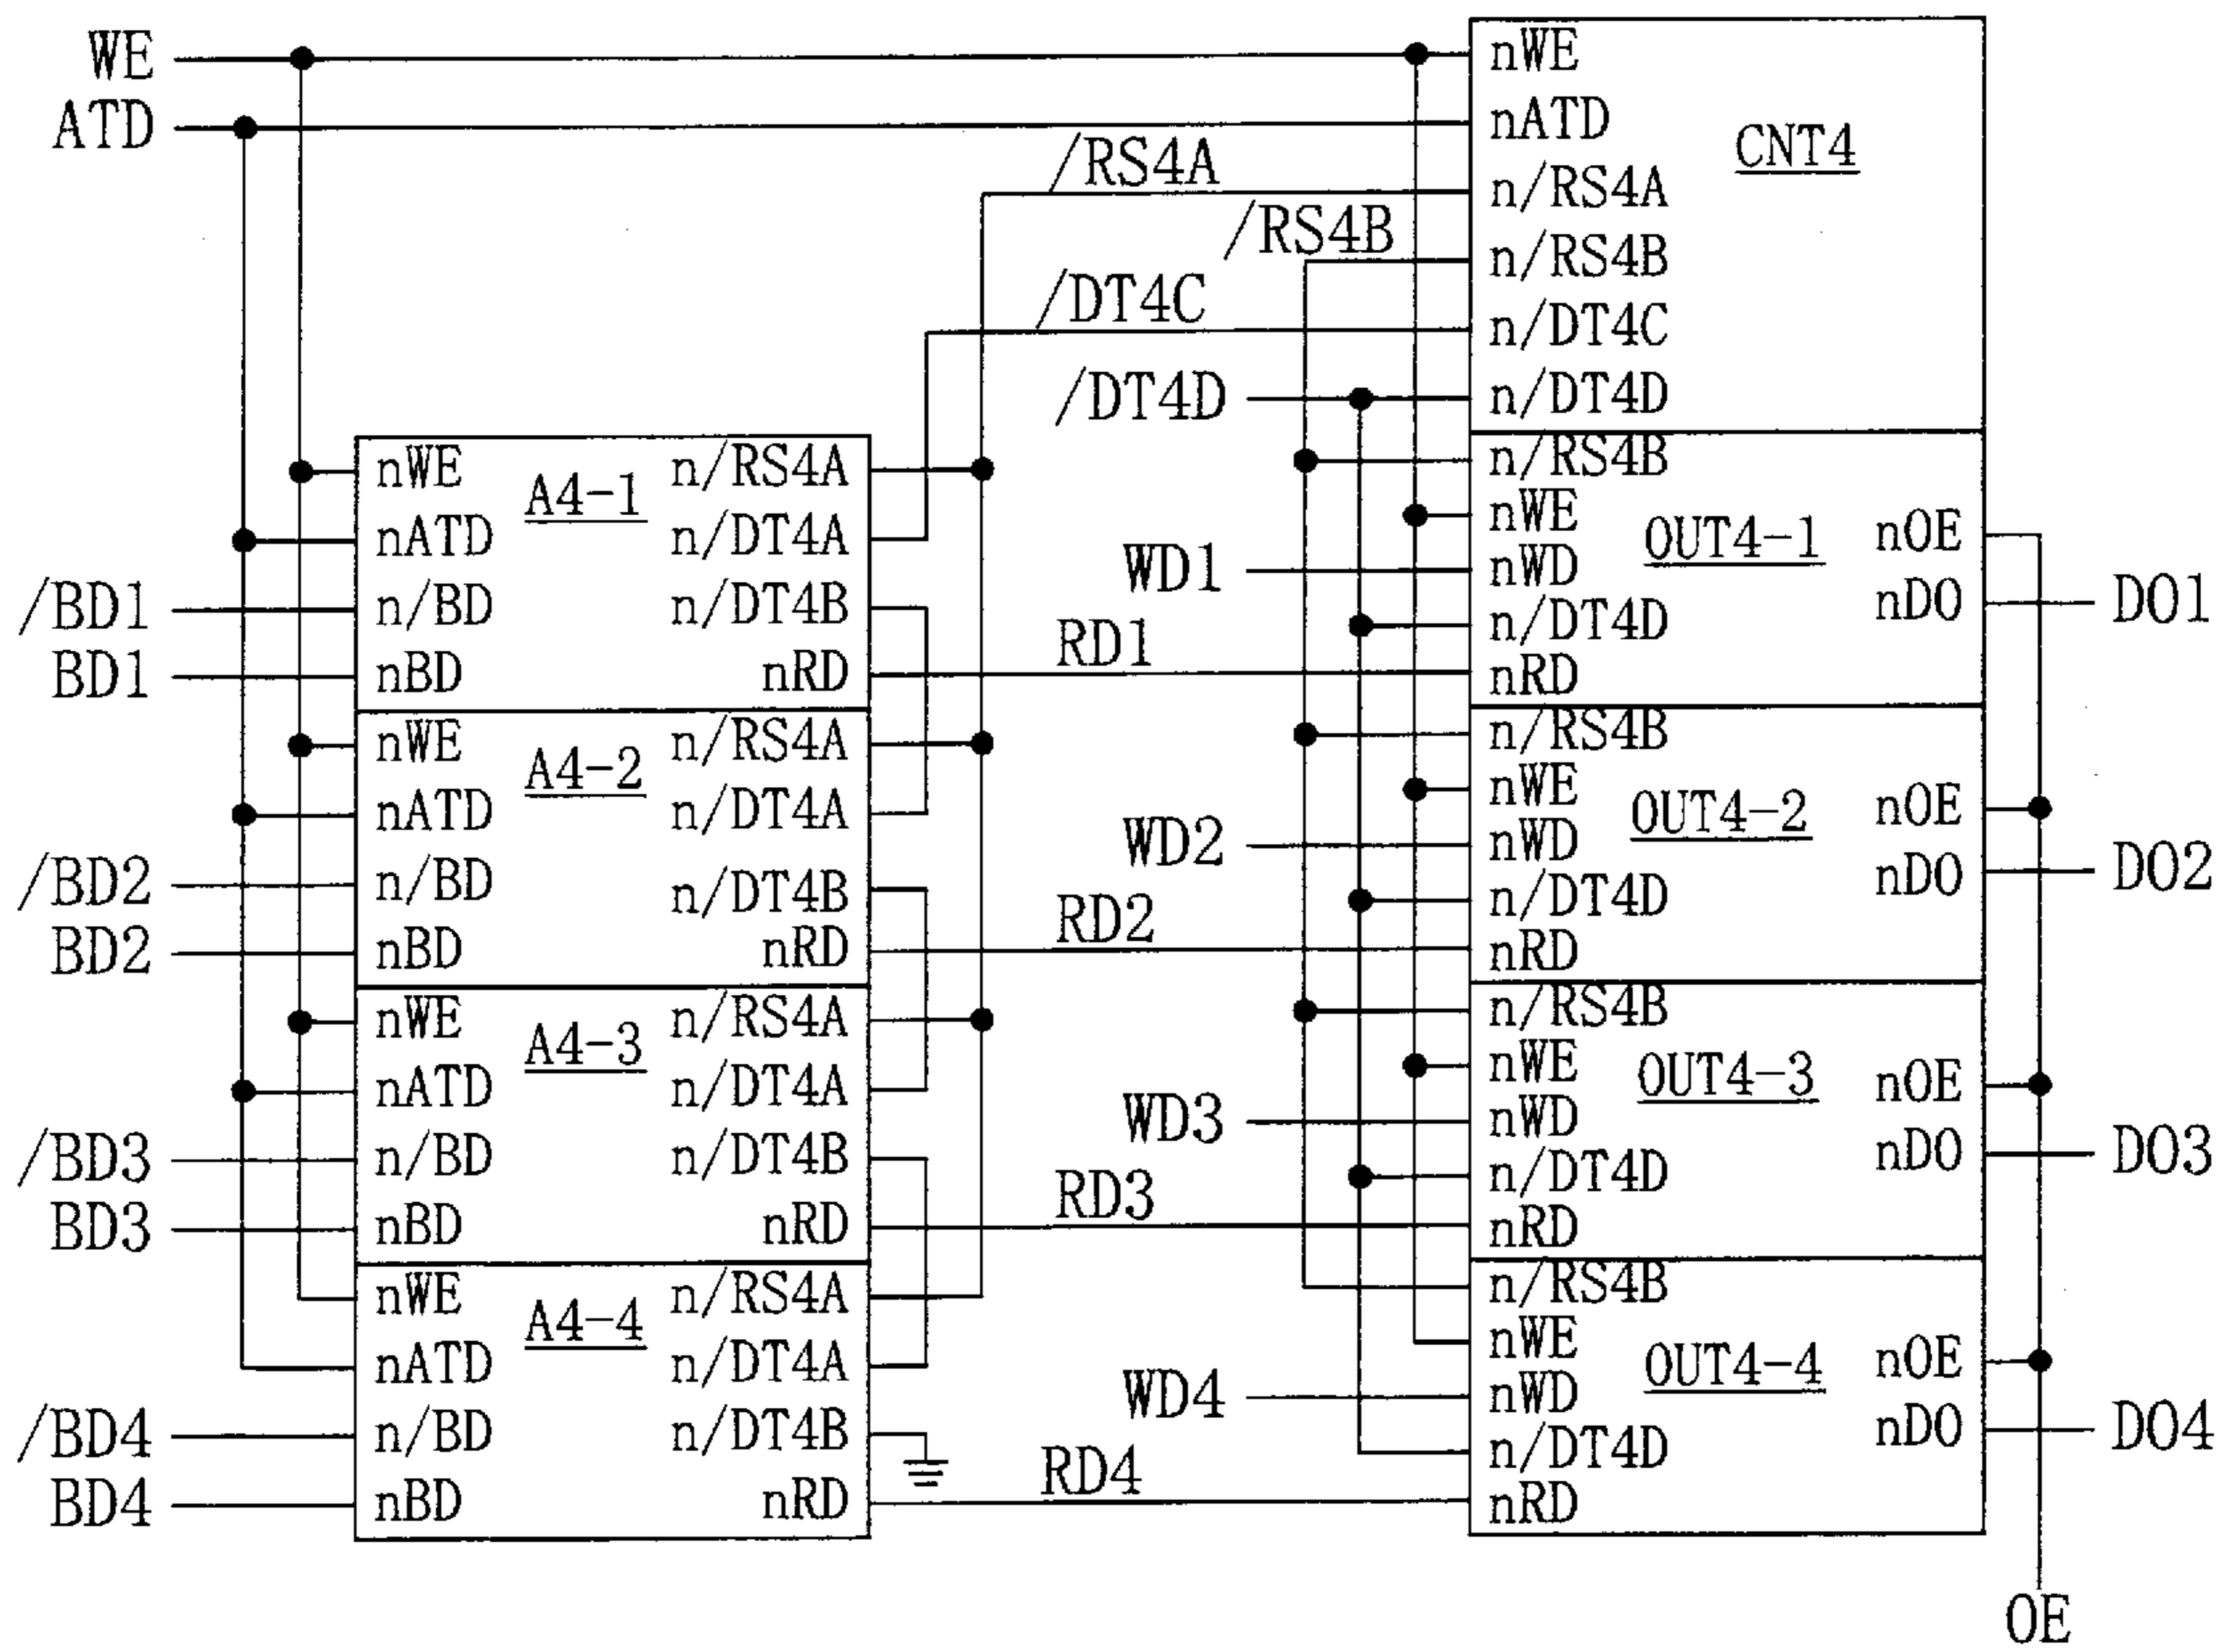 WE
ATD
/RS4A
/RS4B
/DT4C
/DT4D
nWE
nATD
n/RS4A
n/RS4B
n/DT4C
n/DT4D
CNT4
/BD1
BD1
nWE
nATD
n/BD
nBD
A4-1
n/RS4A
n/DT4A
n/DT4B
nRD
WD1
RD1
n/RS4B
nWE
nWD
n/DT4D
nRD
OUT4-1
nOE
nDO
DO1
/BD2
BD2
nWE
nATD
n/BD
nBD
A4-2
n/RS4A
n/DT4A
n/DT4B
nRD
WD2
RD2
n/RS4B
nWE
nWD
n/DT4D
nRD
OUT4-2
nOE
nDO
DO2
/BD3
BD3
nWE
nATD
n/BD
nBD
A4-3
n/RS4A
n/DT4A
n/DT4B
nRD
WD3
RD3
n/RS4B
nWE
nWD
n/DT4D
nRD
OUT4-3
nOE
nDO
DO3
/BD4
BD4
nWE
nATD
n/BD
nBD
A4-4
n/RS4A
n/DT4A
n/DT4B
nRD
WD4
RD4
n/RS4B
nWE
nWD
n/DT4D
nRD
OUT4-4
nOE
nDO
DO4
OE